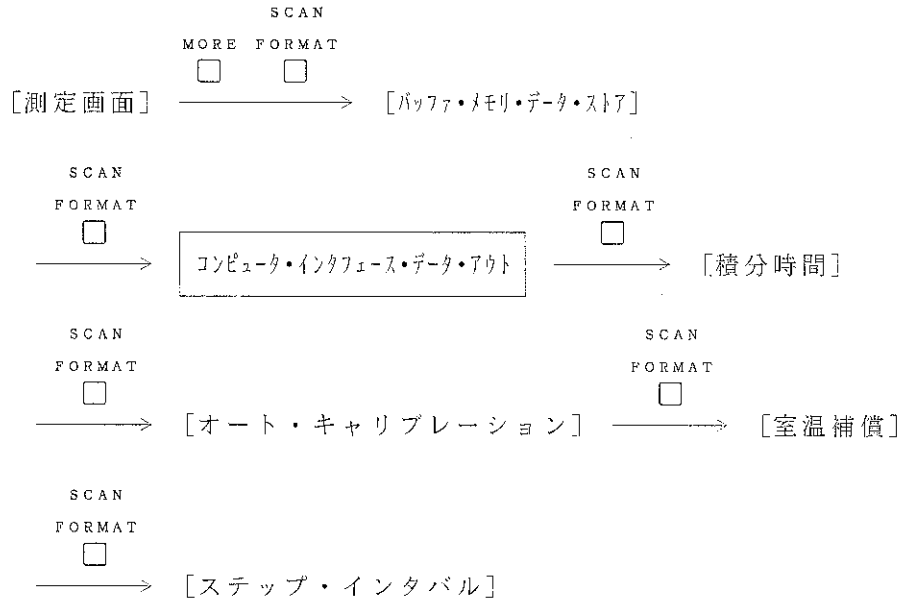 SCAN
MORE FORMAT
[測定画面] [バッファ・メモリ・データ・ストア]
SCAN SCAN
FORMAT FORMAT
コンピュータ・インタフェース・データ・アウト [積分時間]
SCAN SCAN
FORMAT FORMAT
[オート・キャリブレーション] [室温補償]
SCAN
FORMAT
[ステップ・インタバル]